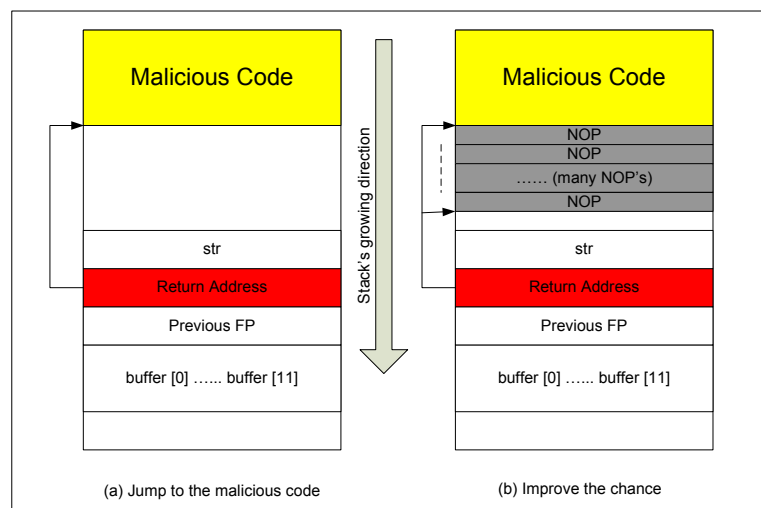 Malicious Code
str
Return Address
Previous FP
buffer [0] …... buffer [11]
(a) Jump to the malicious code
Stack's growing direction
Malicious Code
NOP
NOP
…… (many NOP's)
NOP
str
Return Address
Previous FP
buffer [0] …... buffer [11]
(b) Improve the chance